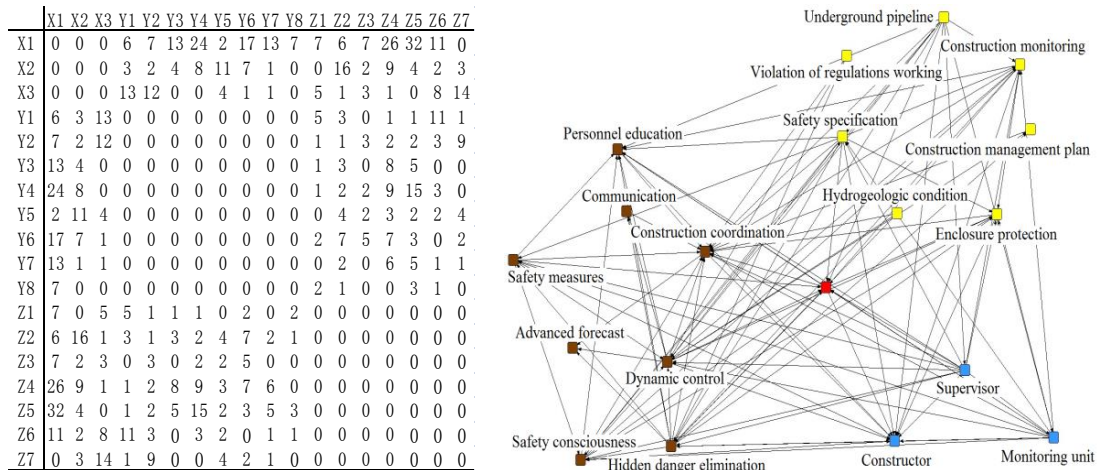 X1 X2 X3 Y1 Y2 Y3 Y4 Y5 Y6 Y7 Y8 Z1 Z2 Z3 Z4 Z5 Z6 Z7
X1 0 0 0 6 7 13 24 2 17 13 7 7 6 7 26 32 11 0
X2 0 0 0 3 2 4 8 11 7 1 0 0 16 2 9 4 2 3
X3 0 0 0 13 12 0 0 4 1 1 0 5 1 3 1 0 8 14
Y1 6 3 13 0 0 0 0 0 0 0 0 5 3 0 1 1 11 1
Y2 7 2 12 0 0 0 0 0 0 0 0 1 1 3 2 2 3 9
Y3 13 4 0 0 0 0 0 0 0 0 0 1 3 0 8 5 0 0
Y4 24 8 0 0 0 0 0 0 0 0 0 1 2 2 9 15 3 0
Y5 2 11 4 0 0 0 0 0 0 0 0 0 4 2 3 2 2 4
Y6 17 7 1 0 0 0 0 0 0 0 0 2 7 5 7 3 0 2
Y7 13 1 1 0 0 0 0 0 0 0 0 0 2 0 6 5 1 1
Y8 7 0 0 0 0 0 0 0 0 0 0 2 1 0 0 3 1 0
Z1 7 0 5 5 1 1 1 0 2 0 2 0 0 0 0 0 0 0
Z2 6 16 1 3 1 3 2 4 7 2 1 0 0 0 0 0 0 0
Z3 7 2 3 0 3 0 2 2 5 0 0 0 0 0 0 0 0 0
Z4 26 9 1 1 2 8 9 3 7 6 0 0 0 0 0 0 0 0
Z5 32 4 0 1 2 5 15 2 3 5 3 0 0 0 0 0 0 0
Z6 11 2 8 11 3 0 3 2 0 1 1 0 0 0 0 0 0 0
Z7 0 3 14 1 9 0 0 4 2 1 0 0 0 0 0 0 0 0
Underground pipeline
Construction monitoring
Violation of regulations working
Safety specification
Personnel education
Construction management plan
Communication
Hydrogeologic condition
Construction coordination
Enclosure protection
Safety measures
Advanced forecast
Dynamic control
Supervisor
Safety consciousness
Hidden danger elimination
Constructor
Monitoring unit